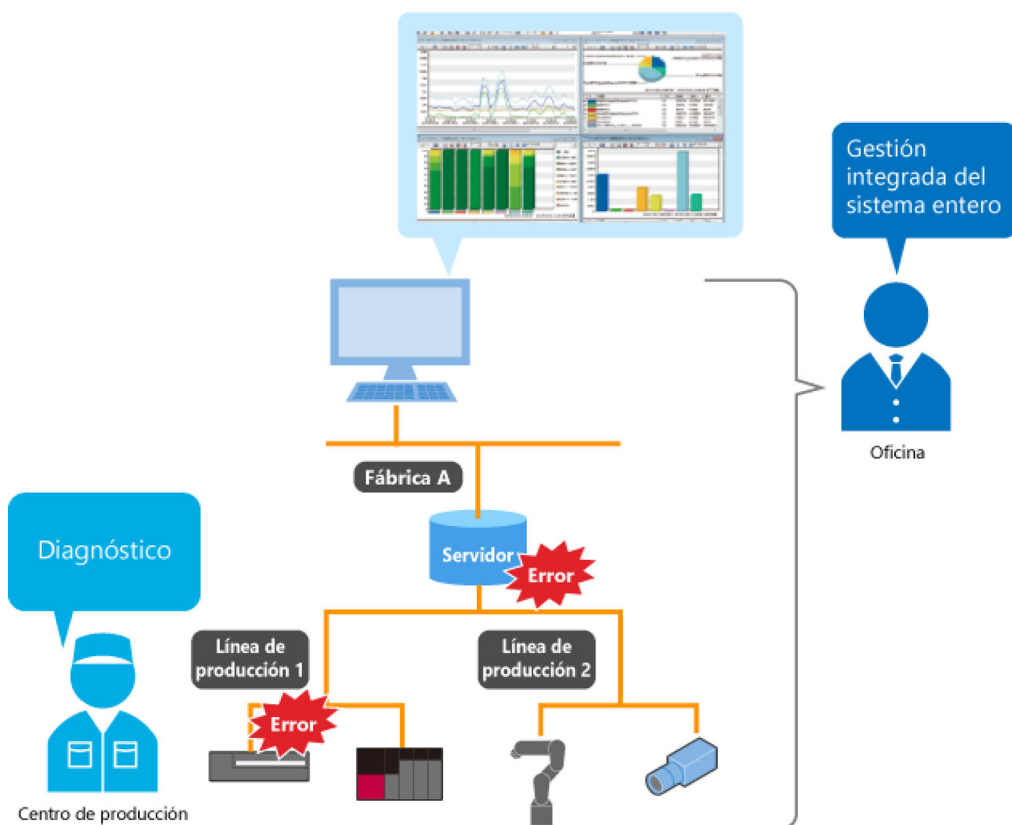 Gestión
integrada del
sistema entero
Oficina
Fábrica A
Servidor
Error
Diagnóstico
Línea de
producción 1
Línea de
producción 2
Error
Centro de producción